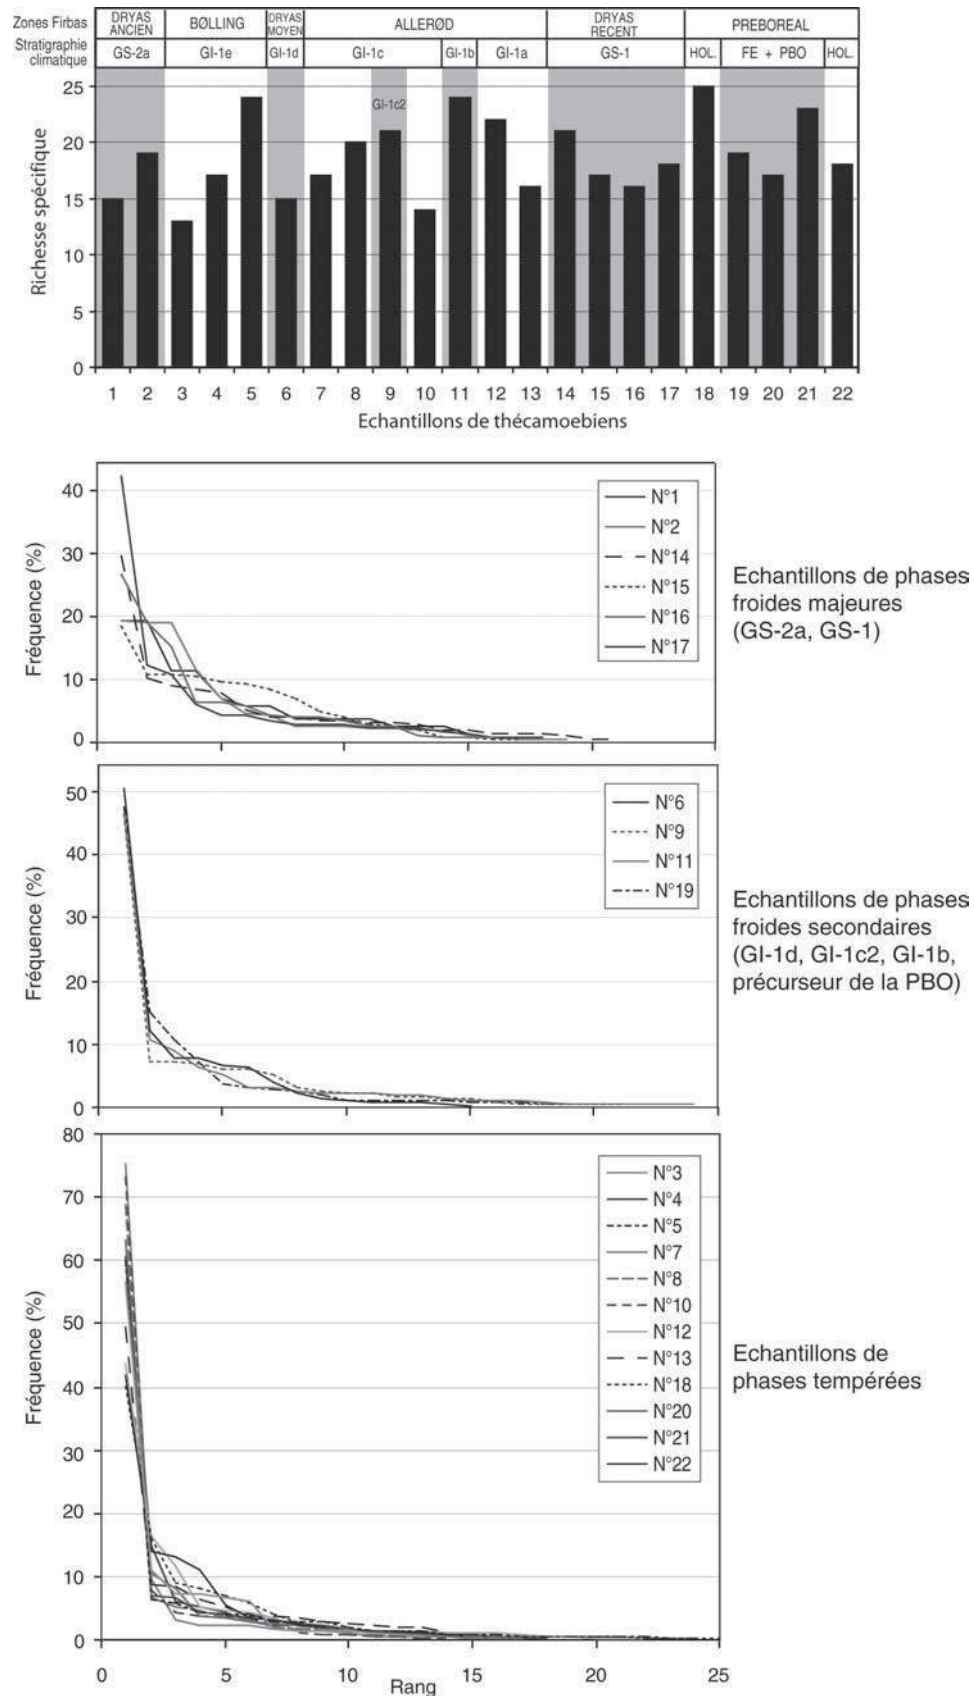 Zones Firbas
DRYAS ANCIEN
BØLLING
DRYAS MOYEN
ALLERØD
DRYAS RECENT
PREBOREAL
Stratigraphie climatique
GS-2a
GI-1e
GI-1d
GI-1c
GI-1b
GI-1a
GS-1
HOL.
FE + PBO
HOL.
Richesse spécifique
25
20
15
10
5
0
GI-1c2
1 2 3 4 5 6 7 8 9 10 11 12 13 14 15 16 17 18 19 20 21 22
Echantillons de thécamoebiens
Fréquence (%)
40
30
20
10
0
N°1
N°2
N°14
N°15
N°16
N°17
Echantillons de phases
froides majeures
(GS-2a, GS-1)
Fréquence (%)
50
40
30
20
10
0
N°6
N°9
N°11
N°19
Echantillons de phases
froides secondaires
(GI-1d, GI-1c2, GI-1b,
précurseur de la PBO)
Fréquence (%)
80
70
60
50
40
30
20
10
0
N°3
N°4
N°5
N°7
N°8
N°10
N°12
N°13
N°18
N°20
N°21
N°22
Echantillons de
phases tempérées
0 5 10 15 20 25
Rang